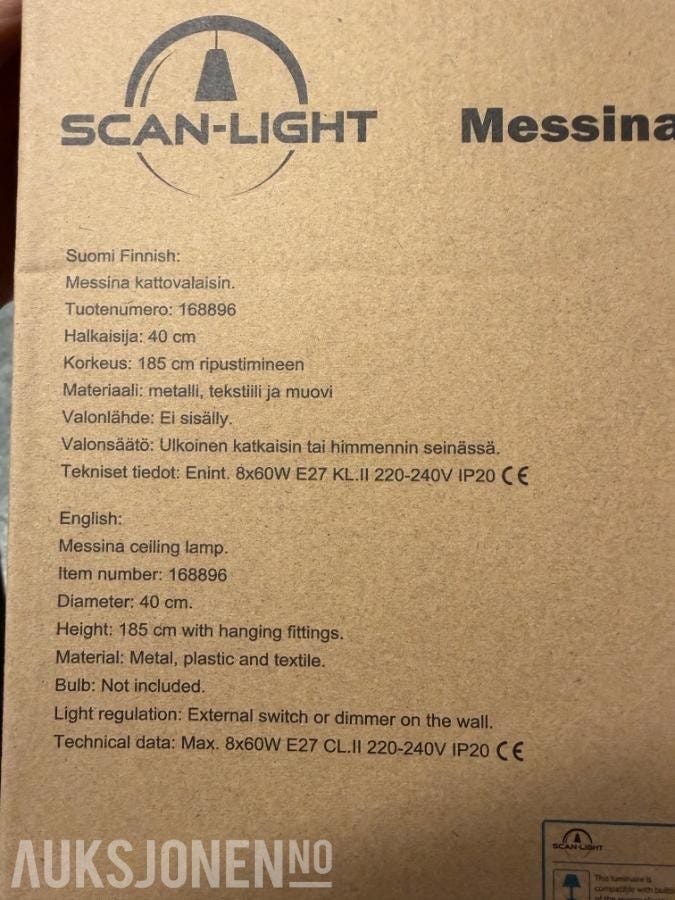 SCAN-LIGHT
Messina
Suomi Finnish:
Messina kattovalaisin.
Tuotenumero: 168896
Halkaisija: 40 cm
Korkeus: 185 cm ripustimineen
Materiaali: metalli, tekstiili ja muovi
Valonlähde: Ei sisälly.
Valonsäätö: Ulkoinen katkaisin tai himmennin seinässä.
Tekniset tiedot: Enint. 8x60W E27 KL.II 220-240V IP20 CE
English:
Messina ceiling lamp.
Item number: 168896
Diameter: 40 cm.
Height: 185 cm with hanging fittings.
Material: Metal, plastic and textile.
Bulb: Not included.
Light regulation: External switch or dimmer on the wall.
Technical data: Max. 8x60W E27 CL.II 220-240V IP20 CE
SCAN-LIGHT
This luminaire is
compatible with bulbs
AUKSJONEN NO